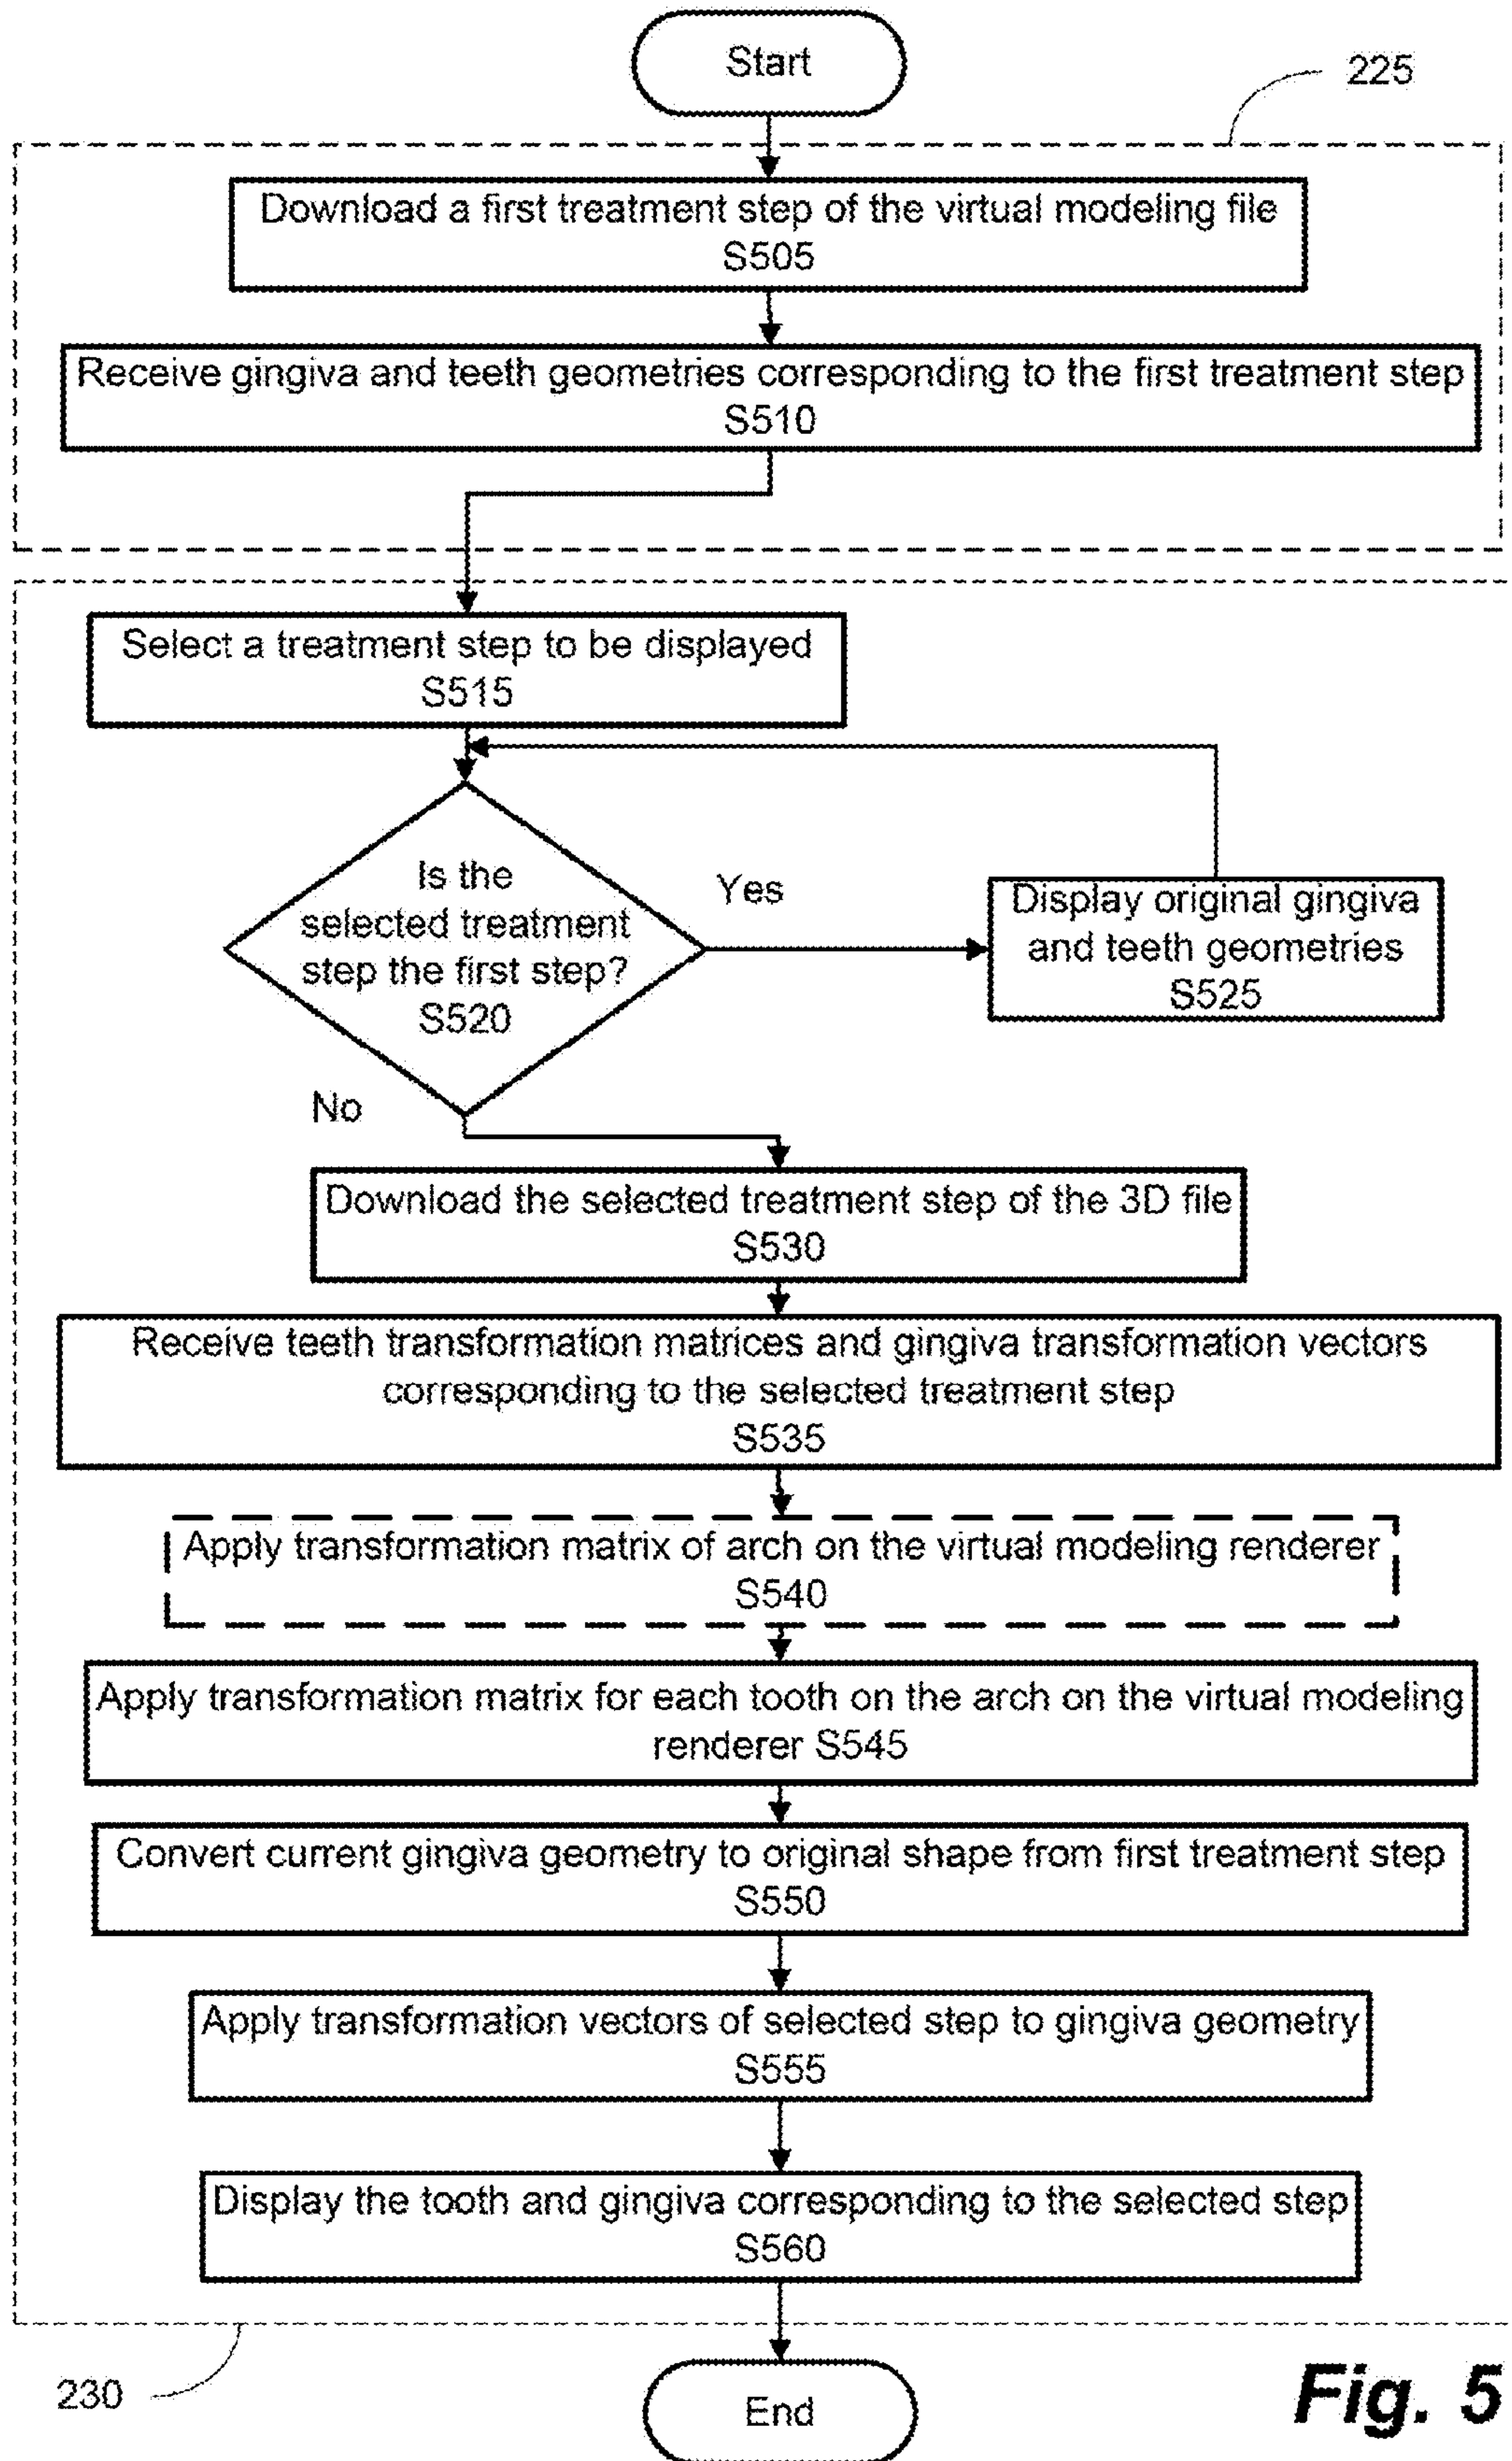 Start
225
Download a first treatment step of the virtual modeling file
S505
Receive gingiva and teeth geometries corresponding to the first treatment step
S510
Select a treatment step to be displayed
S515
Is the
selected treatment
step the first step?
S520
Yes
Display original gingiva
and teeth geometries
S525
No
Download the selected treatment step of the 3D file
S530
Receive teeth transformation matrices and gingiva transformation vectors
corresponding to the selected treatment step
S535
Apply transformation matrix of arch on the virtual modeling renderer
S540
Apply transformation matrix for each tooth on the arch on the virtual modeling
renderer S545
Convert current gingiva geometry to original shape from first treatment step
S550
Apply transformation vectors of selected step to gingiva geometry
S555
Display the tooth and gingiva corresponding to the selected step
S560
230
End
Fig. 5